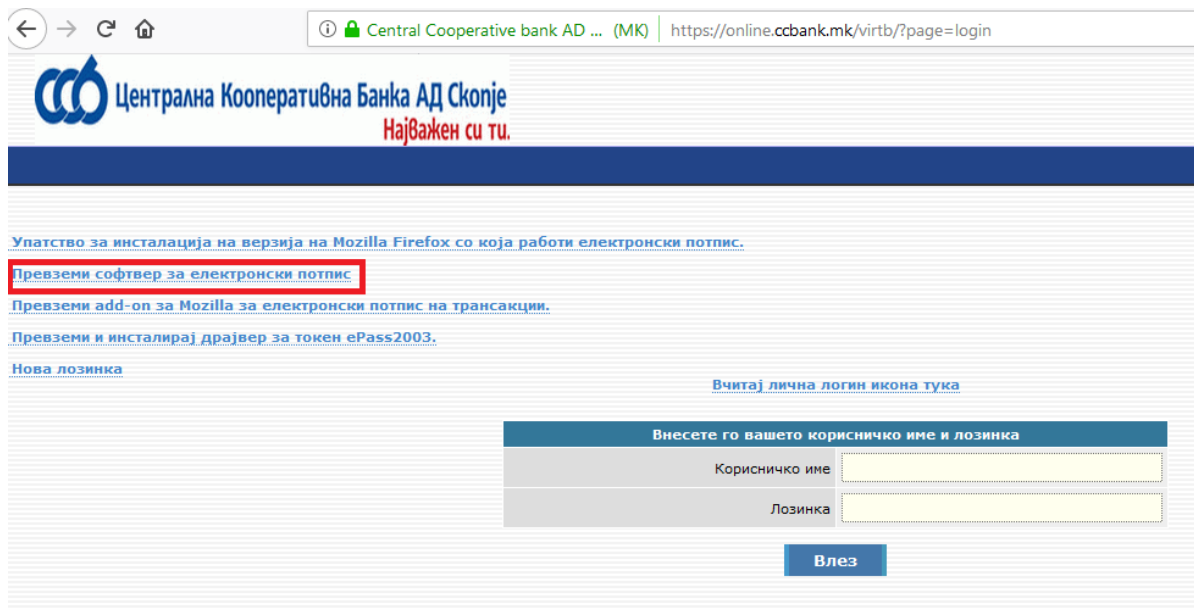 Central Cooperative bank AD ... (MK) https://online.ccbank.mk/virtb/?page=login
ССБ Централна Кооперативна Банка АД Скопје
Најважен си ти.
Упатство за инсталација на верзија на Mozilla Firefox со која работи електронски потпис.
Превземи софтвер за електронски потпис
Превземи add-on за Mozilla за електронски потпис на трансакции.
Превземи и инсталирај драјвер за токен ePass2003.
Нова лозинка
Вчитај лична логин икона тука
Внесете го вашето корисничко име и лозинка
Корисничко име
Лозинка
Влез